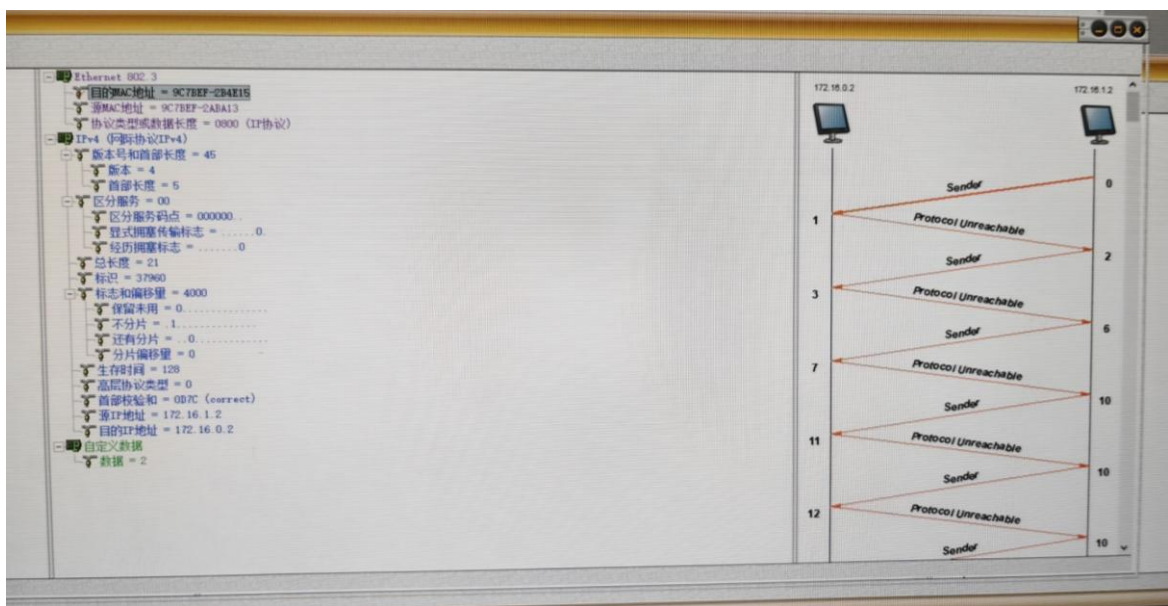 Ethernet 802.3
目的MAC地址 = 9C7BEF-2B4E15
源MAC地址 = 9C7BEF-2ABA13
协议类型或数据长度 = 0800 (IP协议)
IPv4 (网际协议IPv4)
版本号和首部长度 = 45
版本 = 4
首部长度 = 5
区分服务 = 00
区分服务码点 = 000000..
显式拥塞传输标志 = ......0.
经历拥塞标志 = .......0
总长度 = 21
标识 = 37960
标志和偏移量 = 4000
保留未用 = 0...............
不分片 = .1..............
还有分片 = ..0.............
分片偏移量 = 0
生存时间 = 128
高层协议类型 = 0
首部校验和 = 0D7C (correct)
源IP地址 = 172.16.1.2
目的IP地址 = 172.16.0.2
自定义数据
数据 = 2
172.16.0.2
172.16.1.2
Sender
0
1
Protocol Unreachable
2
Sender
3
Protocol Unreachable
6
Sender
7
Protocol Unreachable
10
Sender
11
Protocol Unreachable
10
Sender
12
Protocol Unreachable
10
Sender